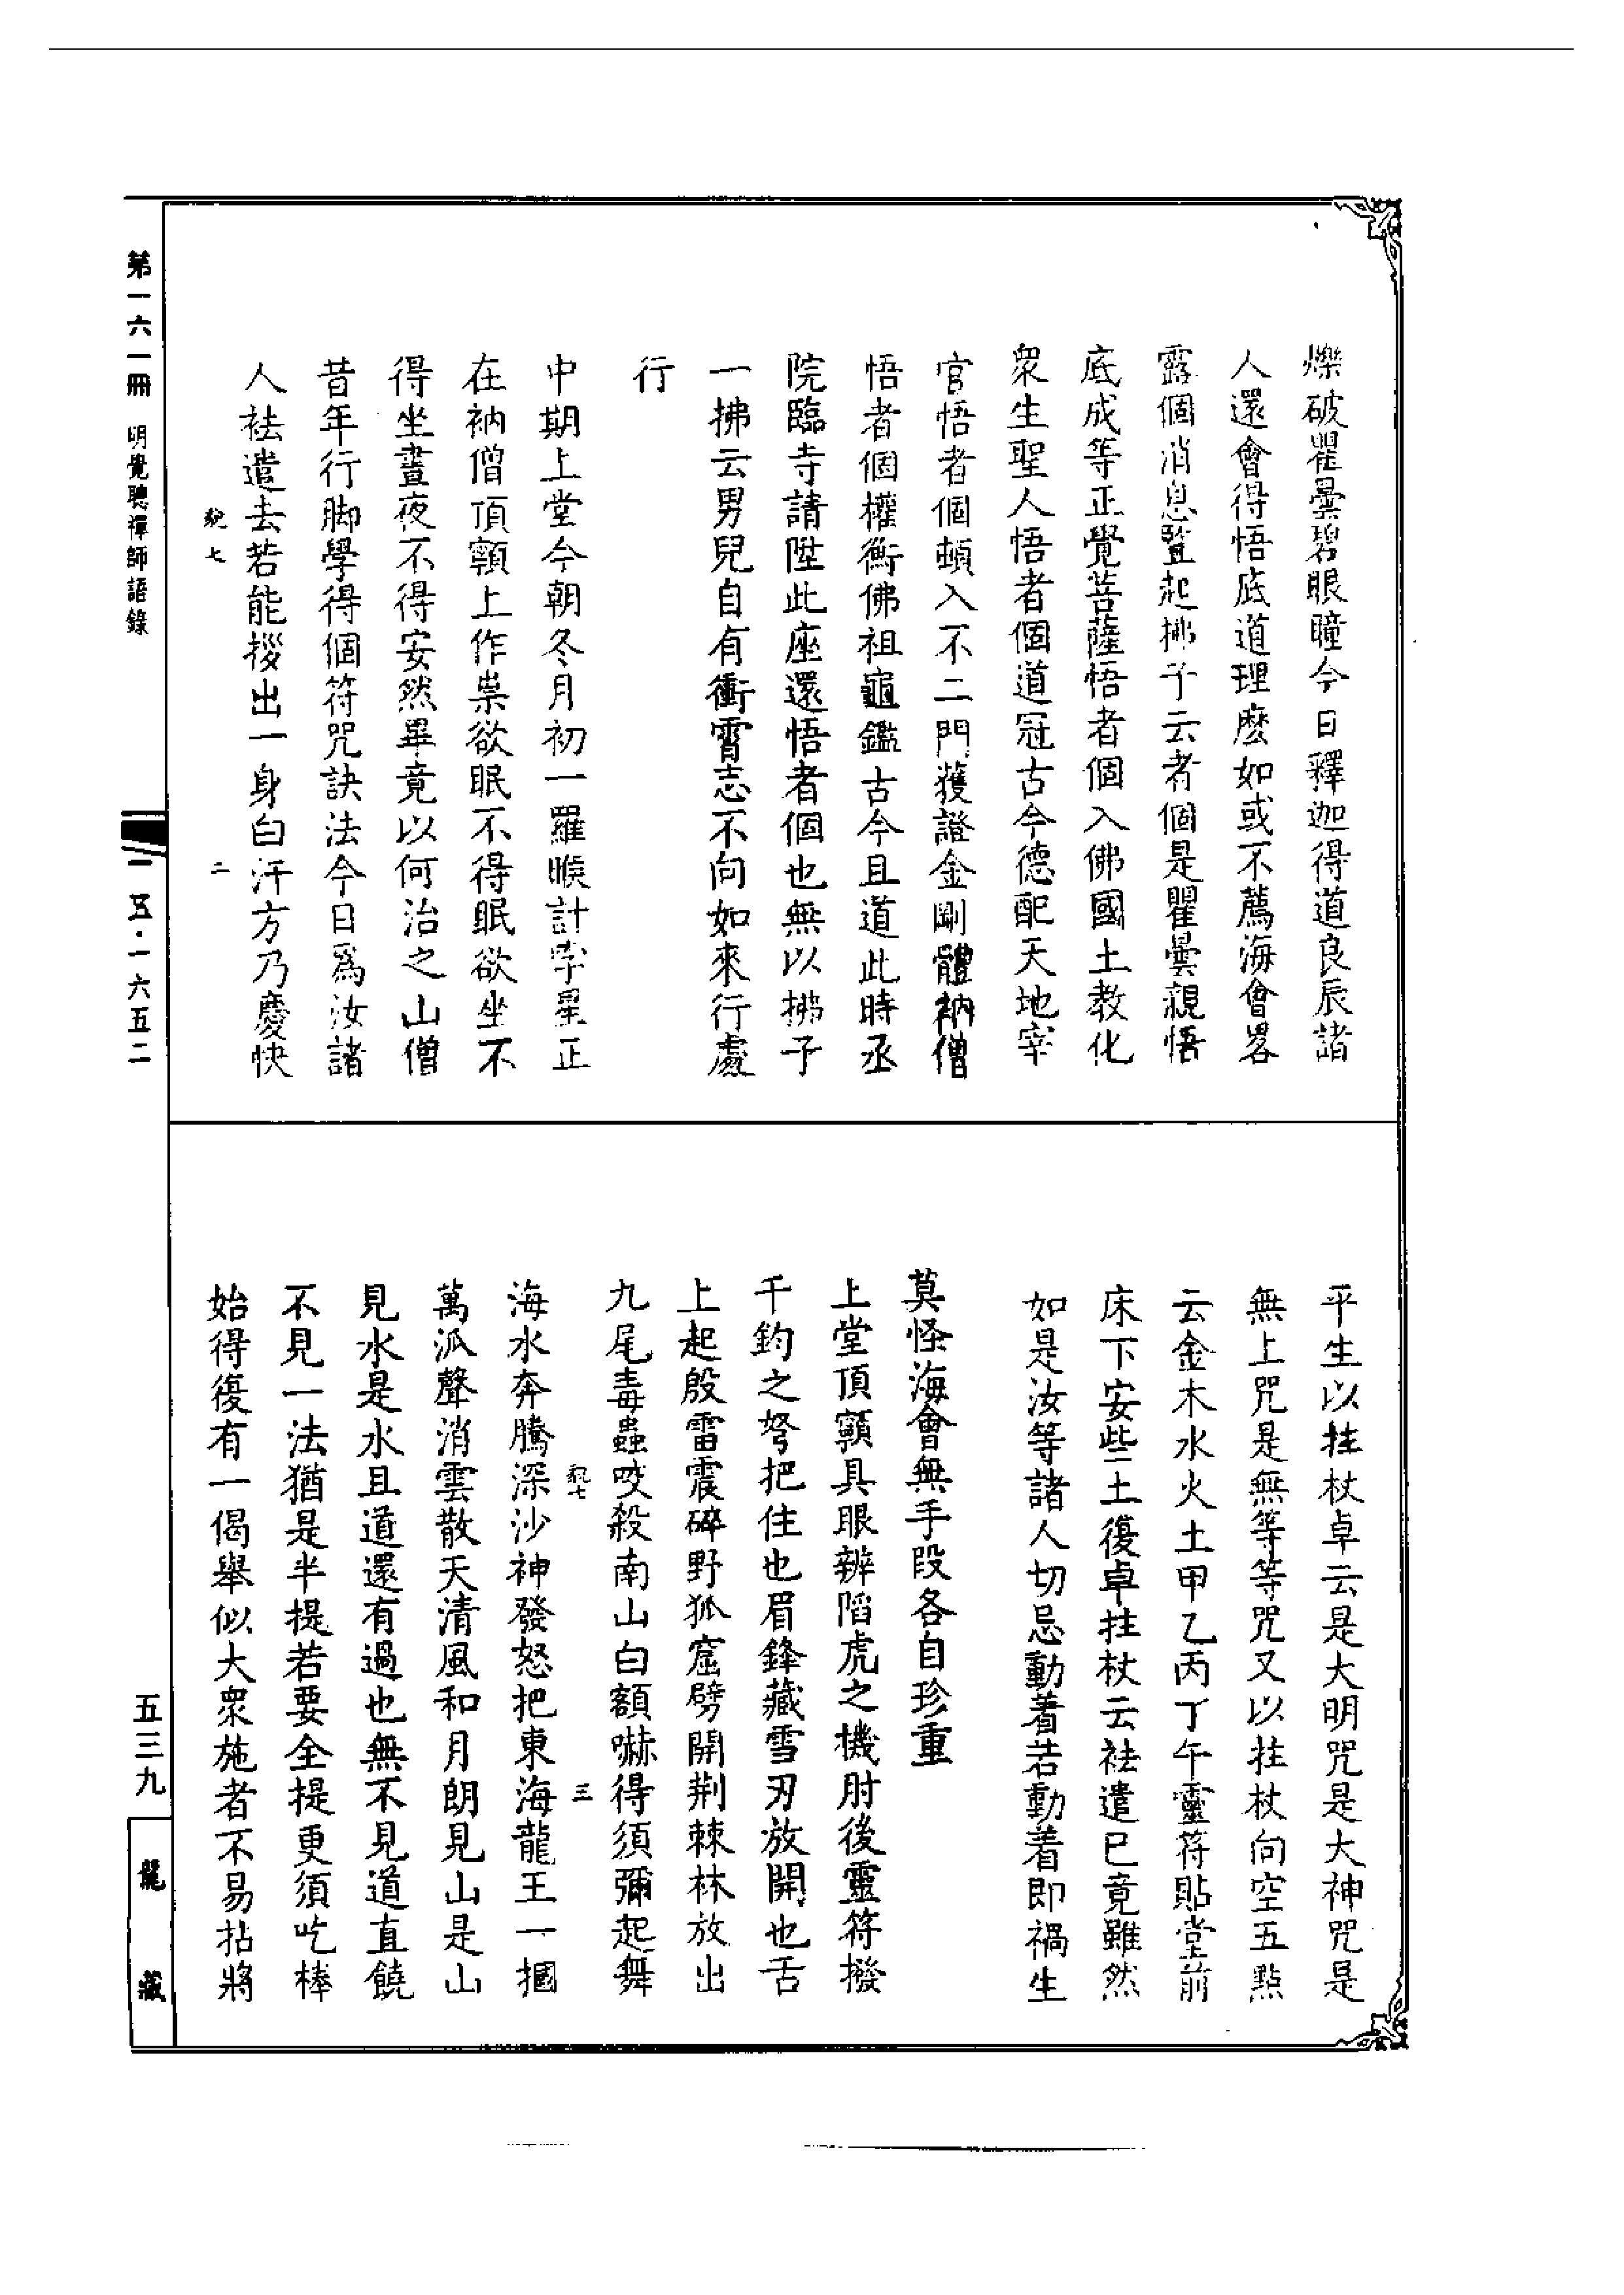 爍破瞿曇碧眼瞳今日釋迦得道良辰諸
人還會得悟底道理麽如或不薦海會畧
露個消息豎起拂子云者個是瞿曇親悟
底成等正覺菩薩悟者個入佛國土教化
眾生聖人悟者個道冠古今德配天地宰
官悟者個頓入不二門獲證金剛體衲僧
悟者個權衡佛祖龜鑑古今且道此時丞
院臨寺請陞此座還悟者個也無以拂子
一拂云男兒自有衝霄志不向如來行處
行
中期上堂今朝冬月初一羅睺計孛星正
在衲僧頂顙上作祟欲眠不得眠欲坐不
得坐晝夜不得安然畢竟以何治之山僧
昔年行脚學得個符咒訣法今日爲汝諸
人袪遣去若能拶出一身白汗方乃慶快
平生以拄杖卓云是大明咒是大神咒是
無上咒是無等等咒又以拄杖向空五點
云金木水火土甲乙丙丁午靈符貼堂前
床下安些土復卓拄杖云袪遣已竟雖然
如是汝等諸人切忌動着若動着即禍生
莫怪海會無手段各自珍重
上堂頂顙具眼辨陷虎之機肘後靈符撥
千鈞之弩把住也眉鋒藏雪刃放開也舌
上起殷雷震碎野狐窟劈開荆棘林放出
九尾毒蟲咬殺南山白額嚇得須彌起舞
海水奔騰深沙神發怒把東海龍王一摑
萬派聲消雲散天清風和月朗見山是山
見水是水且道還有過也無不見道直饒
不見一法猶是半提若要全提更須吃棒
始得復有一偈舉似大衆施者不易拈將
第一六一冊 明覺聰禪師語錄
一五·一六五二
五三九
龍藏
七
二
七
三